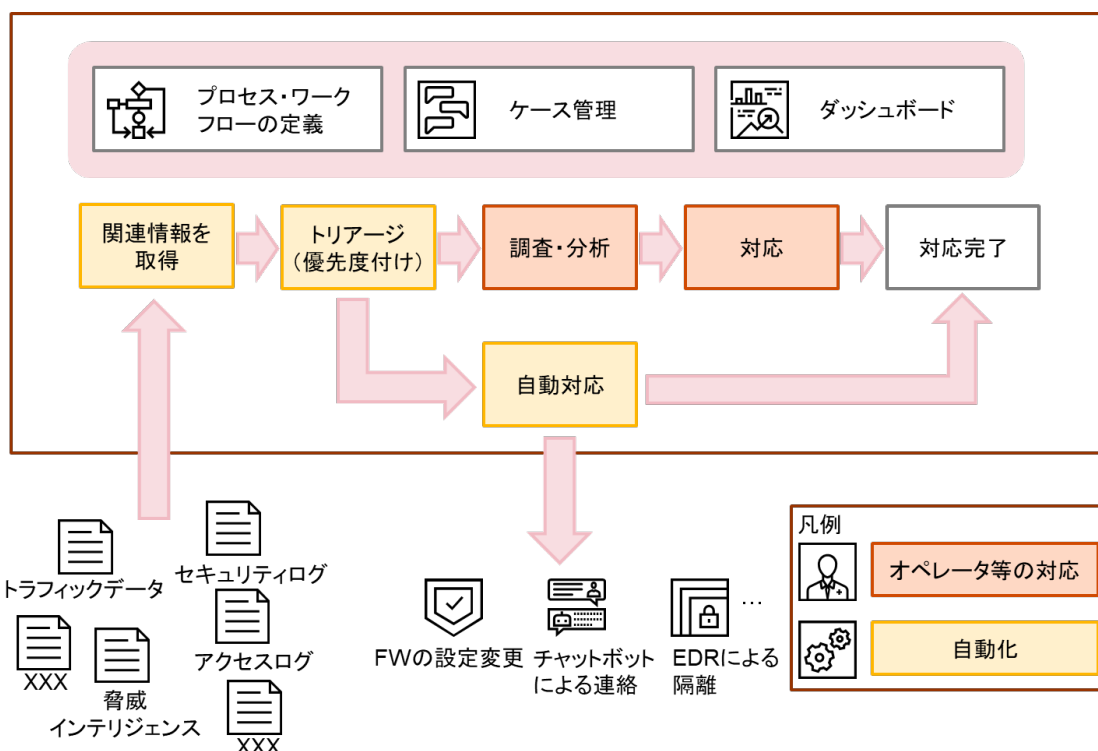 プロセス・ワーク
フローの定義
ケース管理
ダッシュボード
関連情報を
取得
トリアージ
(優先度付け)
調査・分析
対応
対応完了
自動対応
トラフィックデータ
セキュリティログ
XXX
脅威
インテリジェンス
アクセスログ
XXX
FWの設定変更
チャットボット
による連絡
EDRによる
隔離
…
凡例
オペレータ等の対応
自動化